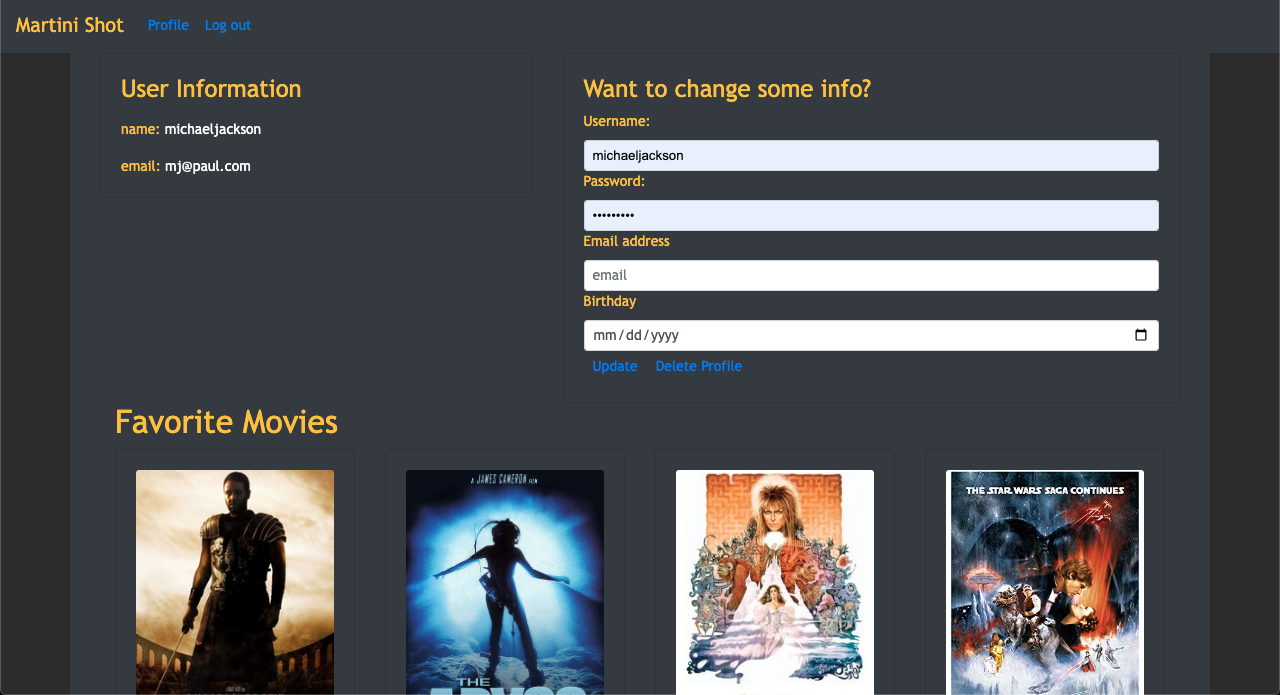 Martini Shot Profile Log out
User Information
name: michaeljackson
email: mj@paul.com
Want to change some info?
Username:
michaeljackson
Password:
•••••••••
Email address
email
Birthday
mm/dd/yyyy
Update Delete Profile
Favorite Movies
A JAMES CAMERON FILM
THE
ABYSS
THE STAR WARS SAGA CONTINUES